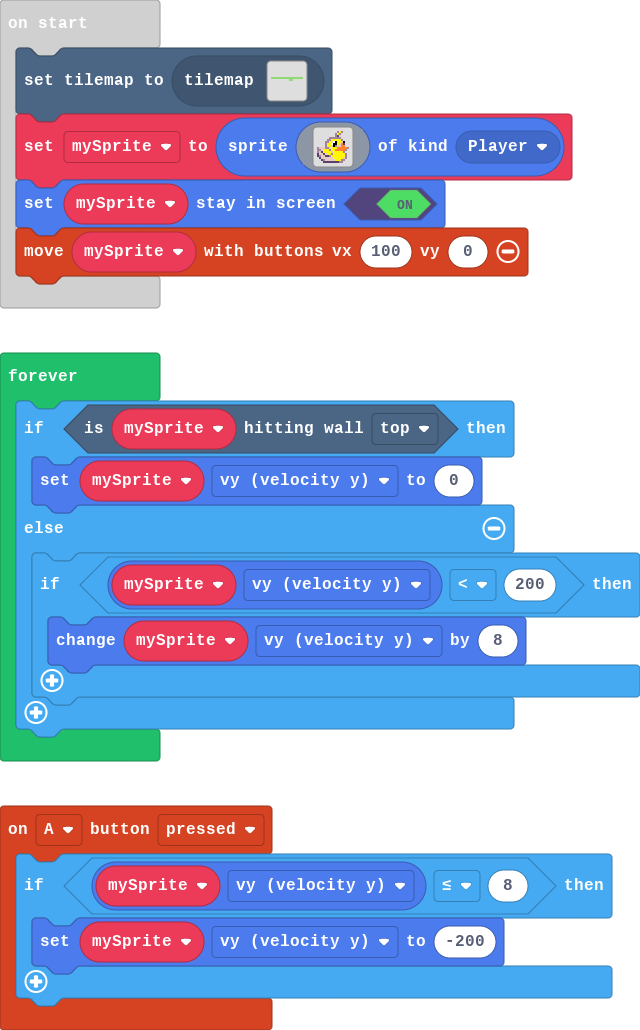 on start
set tilemap to tilemap
set mySprite to sprite of kind Player
set mySprite stay in screen ON
move mySprite with buttons vx 100 vy 0
forever
if is mySprite hitting wall top then
set mySprite vy (velocity y) to 0
else
if mySprite vy (velocity y) < 200 then
change mySprite vy (velocity y) by 8
on A button pressed
if mySprite vy (velocity y) ≤ 8 then
set mySprite vy (velocity y) to -200